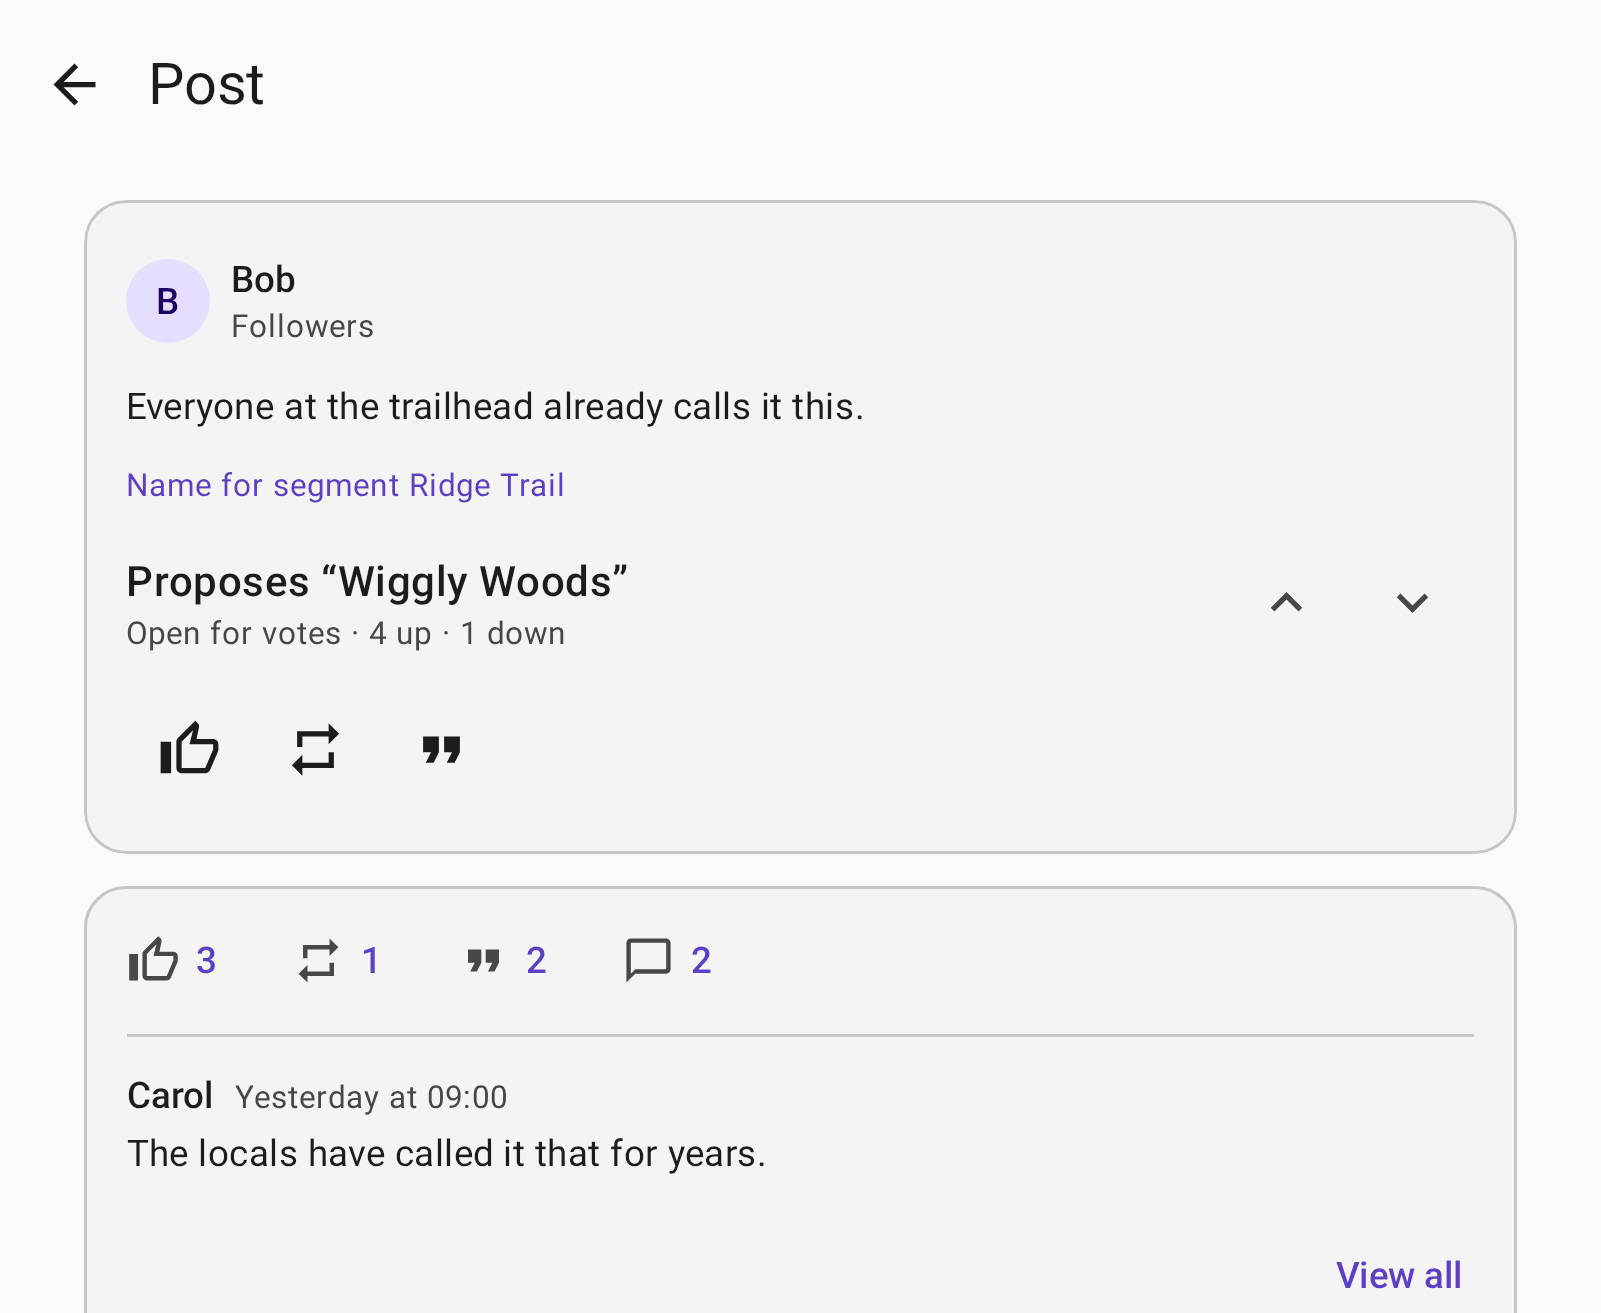 Post
B
Bob
Followers
Everyone at the trailhead already calls it this.
Name for segment Ridge Trail
Proposes “Wiggly Woods”
Open for votes · 4 up · 1 down
3 1 2 2
Carol Yesterday at 09:00
The locals have called it that for years.
View all